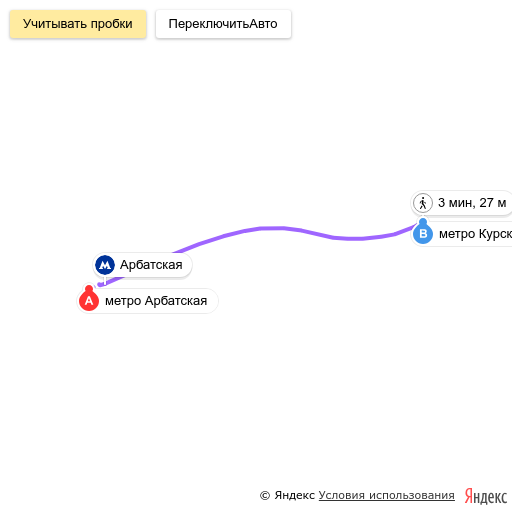 Учитывать пробки
ПереключитьАвто
3 мин, 27 м
В
метро Курск
Арбатская
А
метро Арбатская
© Яндекс Условия использования
Яндекс